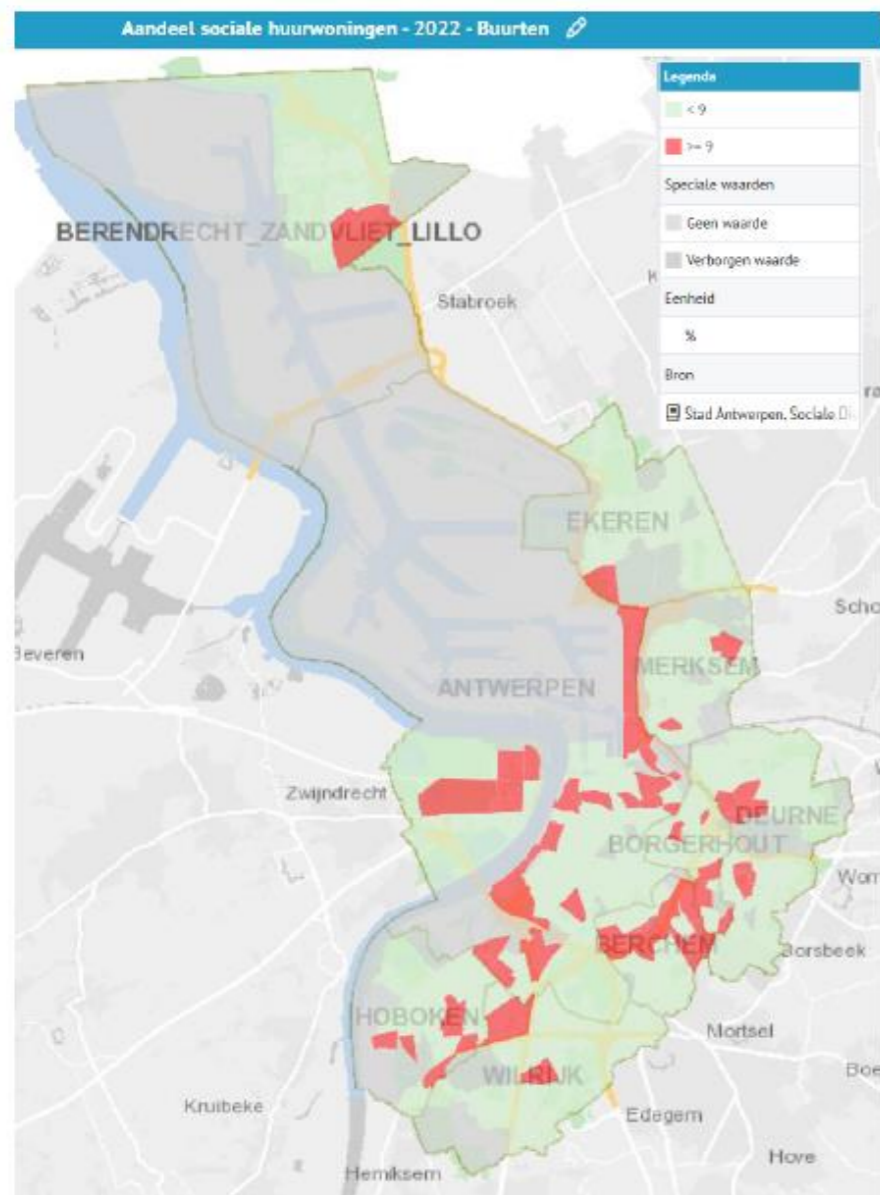 Aandeel sociale huurwoningen - 2022 - Buurten
Legenda
< 9
>= 9
Speciale waarden
Geen waarde
Verborgen waarde
Eenheid
%
Bron
Stad Antwerpen, Sociale Di
BERENDRECHT_ZANDVLIET_LILLO
Stabroek
K
EKEREN
Scho
Beveren
MERKSEM
ANTWERPEN
Zwijndrecht
DEURNE
BORGERHOUT
Wom
BERCHEM
Borsbeek
HOBOKEN
Mortsel
Boe
WILRIJK
Kruibeke
Edegem
Hove
Hemiksem